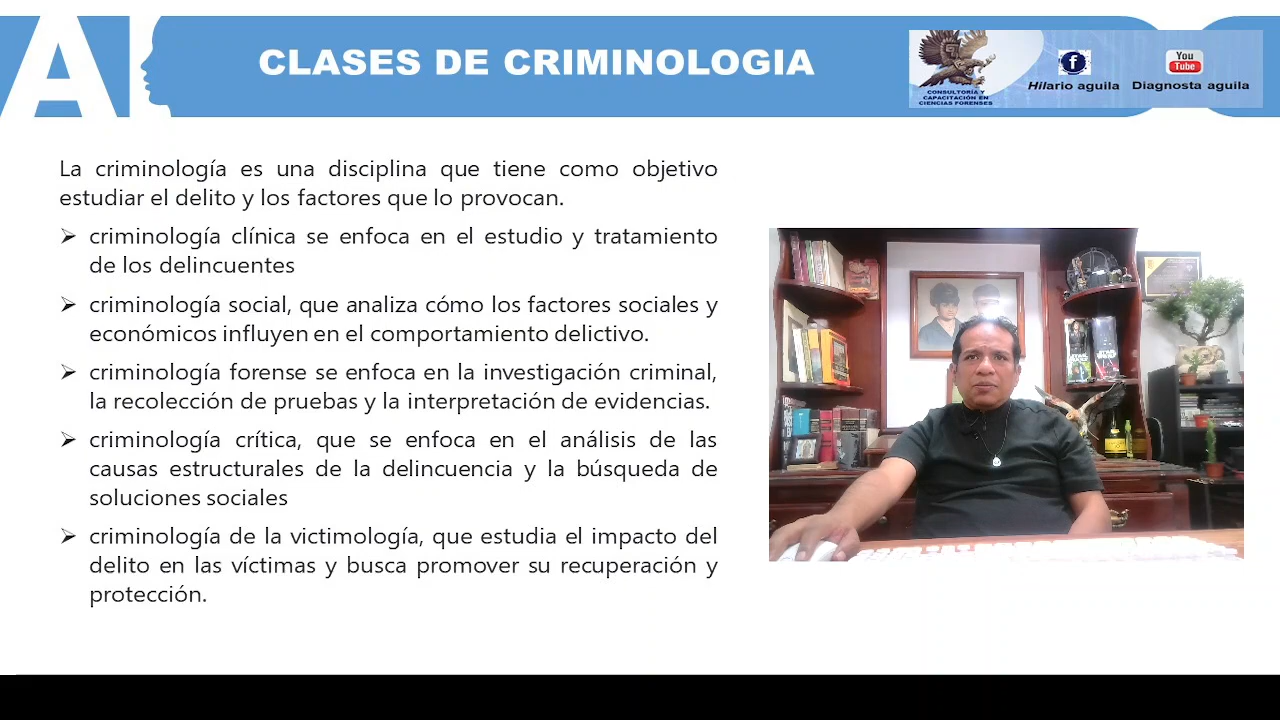 AI
CLASES DE CRIMINOLOGIA
CONSULTORÍA Y
CAPACITACIÓN EN
CIENCIAS FORENSES
f
Hilario aguila
You
Tube
Diagnosta aguila
La criminología es una disciplina que tiene como objetivo
estudiar el delito y los factores que lo provocan.
criminología clínica se enfoca en el estudio y tratamiento
de los delincuentes
criminología social, que analiza cómo los factores sociales y
económicos influyen en el comportamiento delictivo.
criminología forense se enfoca en la investigación criminal,
la recolección de pruebas y la interpretación de evidencias.
criminología crítica, que se enfoca en el análisis de las
causas estructurales de la delincuencia y la búsqueda de
soluciones sociales
criminología de la victimología, que estudia el impacto del
delito en las víctimas y busca promover su recuperación y
protección.
STAR
WARS
STAR
WARS